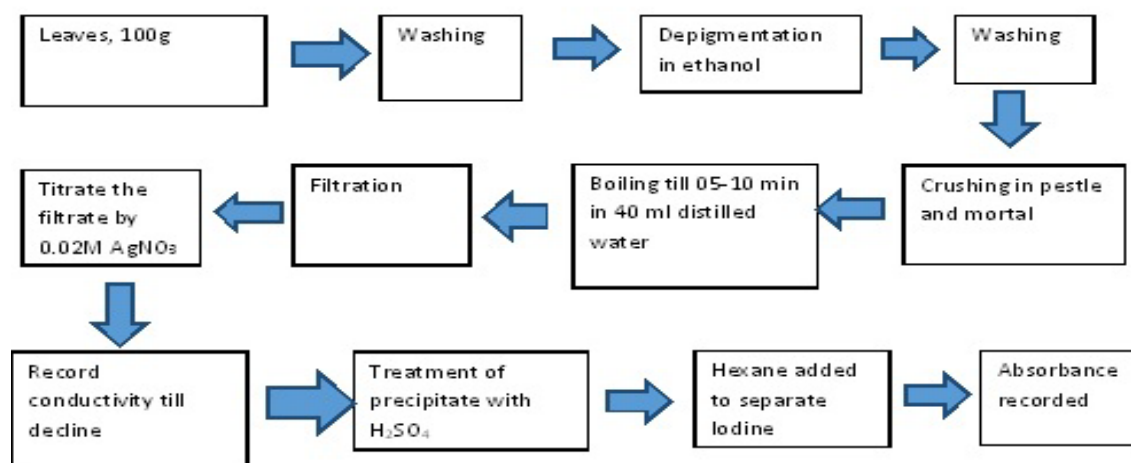 Leaves, 100g
Washing
Depigmentation
in ethanol
Washing
Crushing in pestle
and mortal
Boiling till 05-10 min
in 40 ml distilled
water
Filtration
Titrate the
filtrate by
0.02M AgNO₃
Record
conductivity till
decline
Treatment of
precipitate with
H₂SO₄
Hexane added
to separate
Iodine
Absorbance
recorded